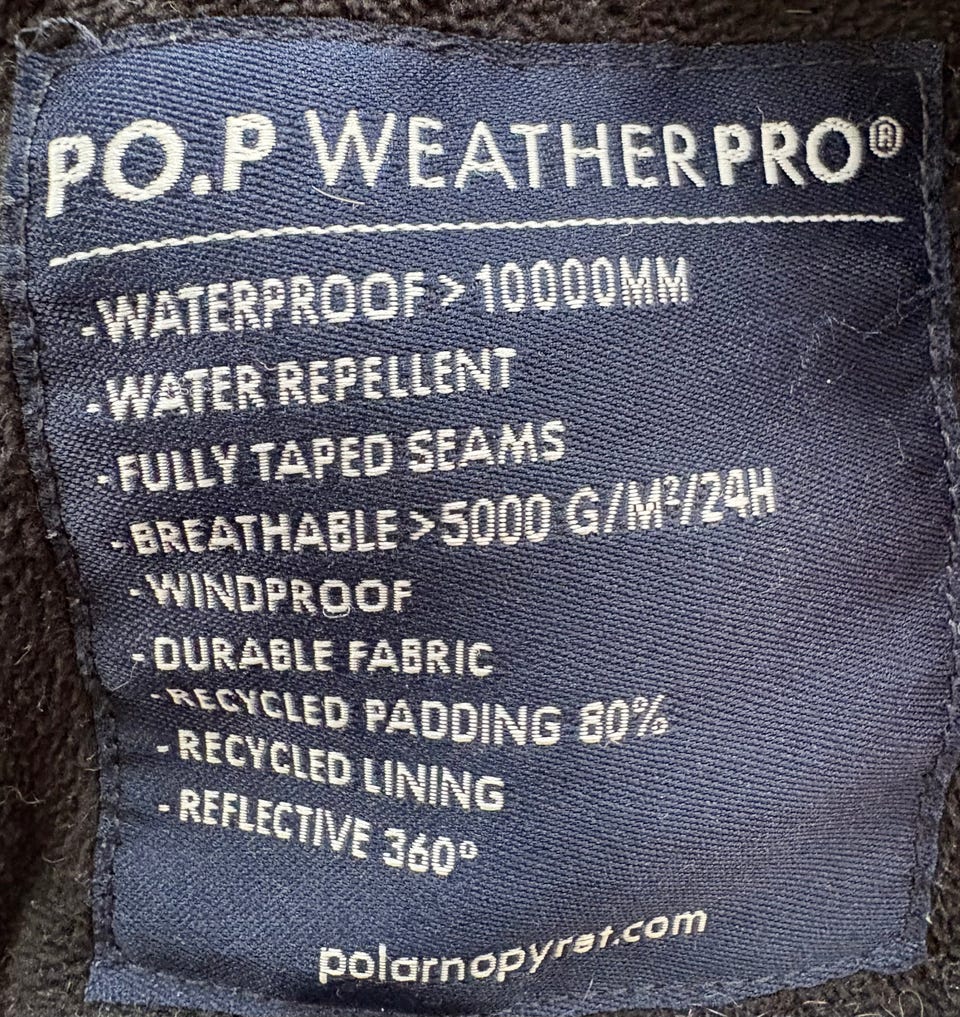 PO.P WEATHERPRO®
-WATERPROOF > 10000MM
-WATER REPELLENT
-FULLY TAPED SEAMS
-BREATHABLE >5000 G/M²/24H
-WINDPROOF
-DURABLE FABRIC
-RECYCLED PADDING 80%
-RECYCLED LINING
-REFLECTIVE 360°
polarnopyret.com